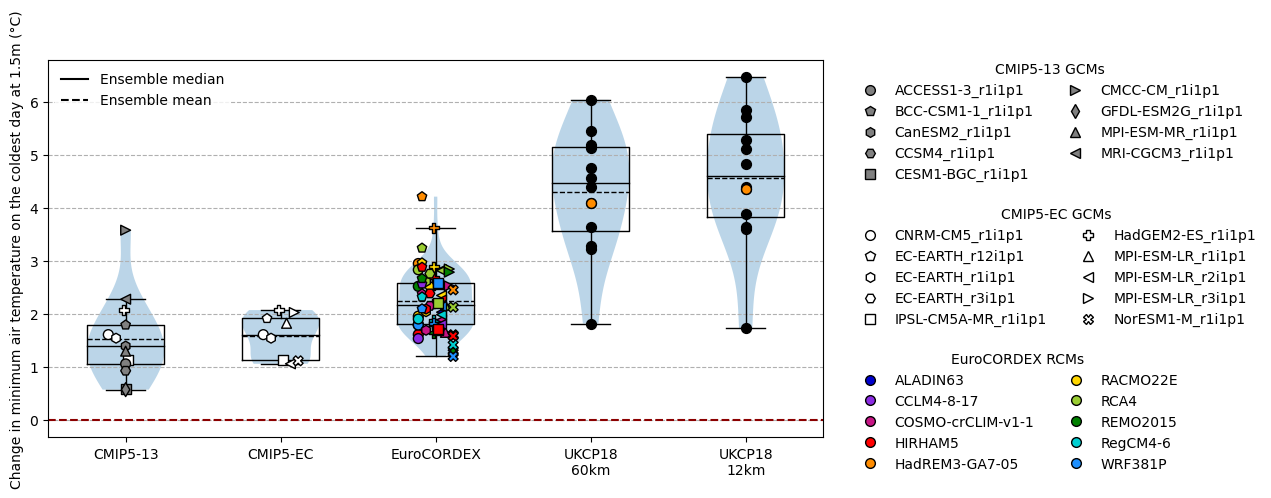 Change in minimum air temperature on the coldest day at 1.5m (°C)
Ensemble median
Ensemble mean
6
5
4
3
2
1
0
CMIP5-13
CMIP5-EC
EuroCORDEX
UKCP18
60km
UKCP18
12km
CMIP5-13 GCMs
ACCESS1-3_r1i1p1
BCC-CSM1-1_r1i1p1
CanESM2_r1i1p1
CCSM4_r1i1p1
CESM1-BGC_r1i1p1
CMCC-CM_r1i1p1
GFDL-ESM2G_r1i1p1
MPI-ESM-MR_r1i1p1
MRI-CGCM3_r1i1p1
CMIP5-EC GCMs
CNRM-CM5_r1i1p1
EC-EARTH_r12i1p1
EC-EARTH_r1i1p1
EC-EARTH_r3i1p1
IPSL-CM5A-MR_r1i1p1
HadGEM2-ES_r1i1p1
MPI-ESM-LR_r1i1p1
MPI-ESM-LR_r2i1p1
MPI-ESM-LR_r3i1p1
NorESM1-M_r1i1p1
EuroCORDEX RCMs
ALADIN63
CCLM4-8-17
COSMO-crCLIM-v1-1
HIRHAM5
HadREM3-GA7-05
RACMO22E
RCA4
REMO2015
RegCM4-6
WRF381P